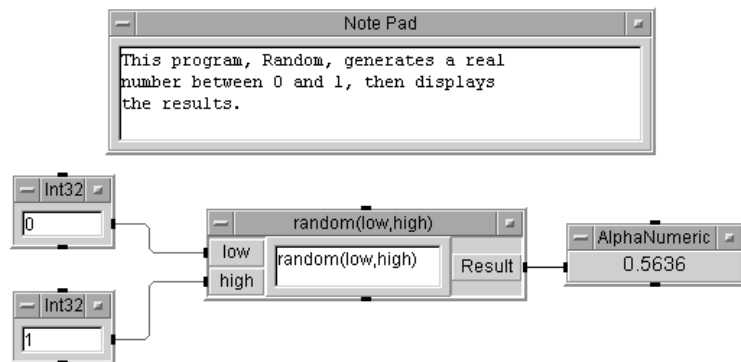 Note Pad
This program, Random, generates a real
number between 0 and 1, then displays
the results.
Int32
0
random(low,high)
low
high
random(low,high)
Result
AlphaNumeric
0.5636
Int32
1